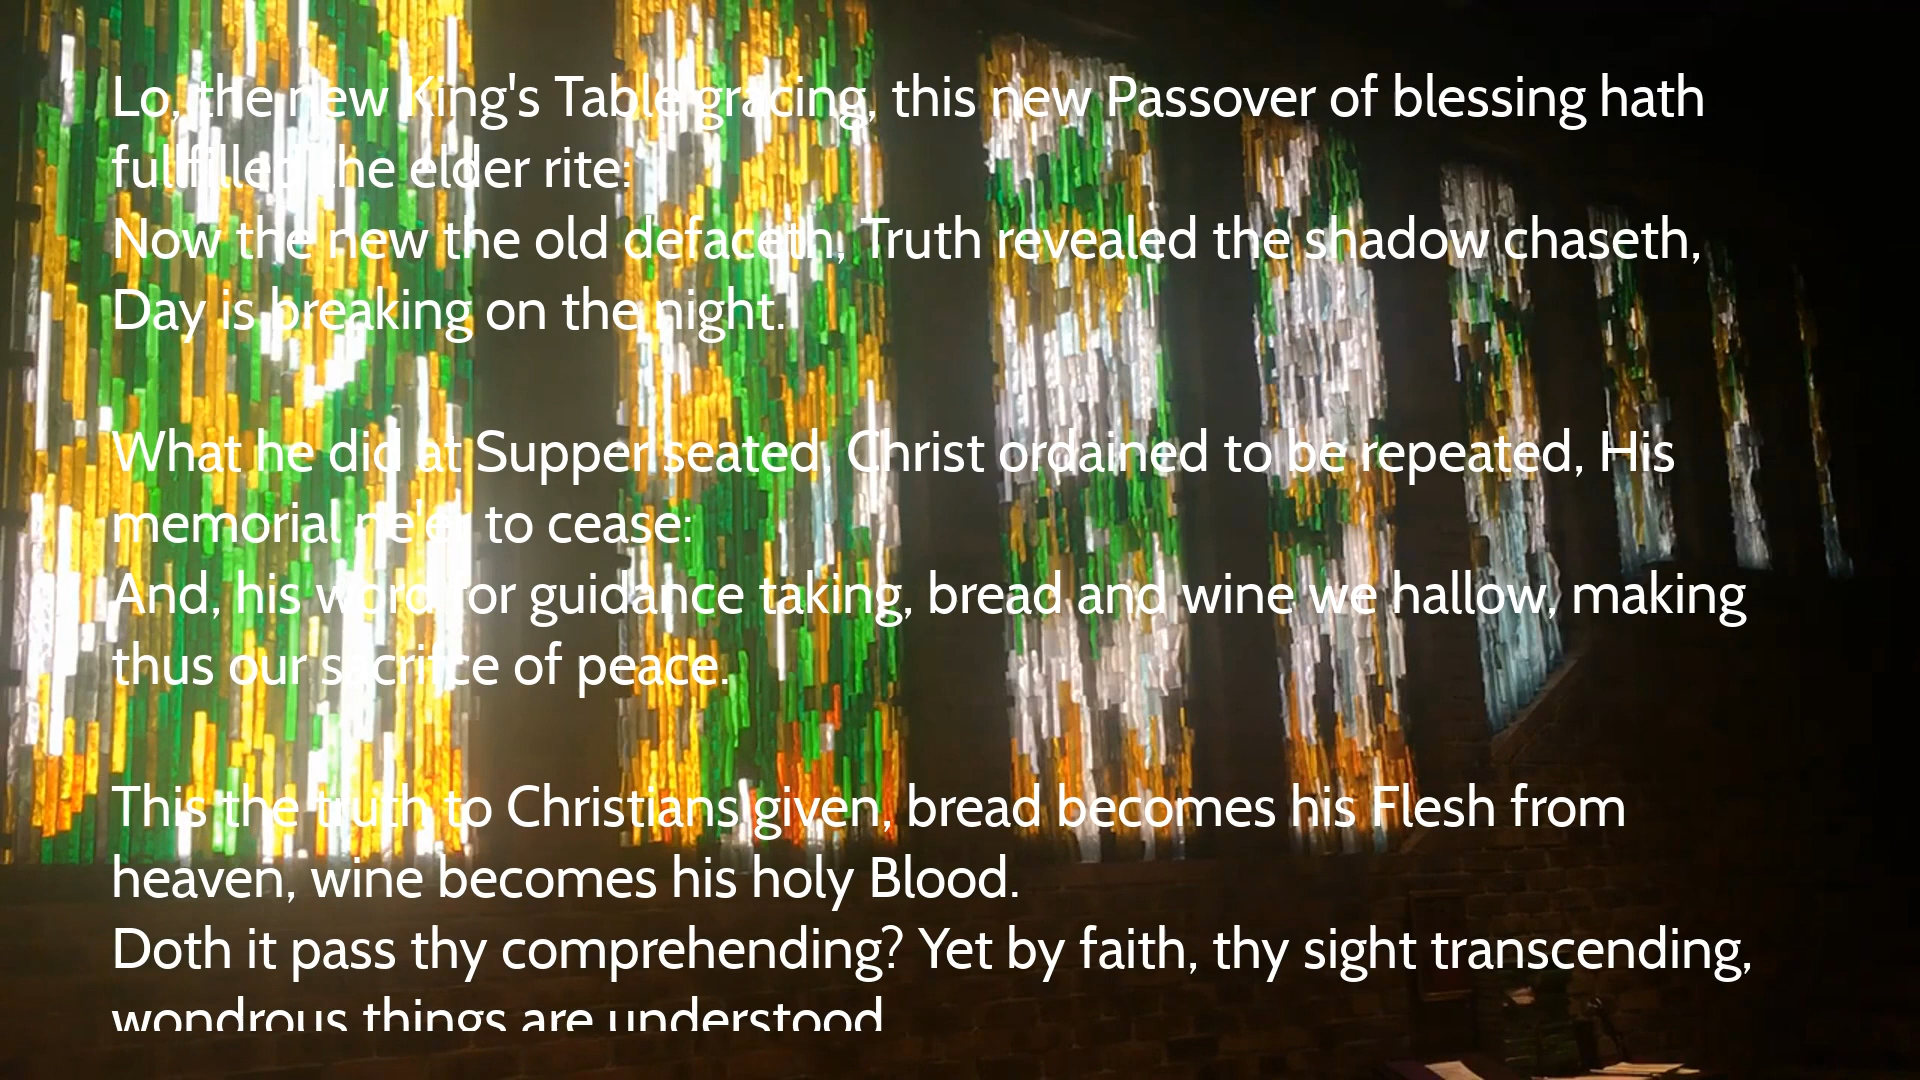 Lo, the new King's Table gracing, this new Passover of blessing hath
fullfilled the elder rite:
Now the new the old defaceth, Truth revealed the shadow chaseth,
Day is breaking on the night.
What he did at Supper seated, Christ ordained to be repeated, His
memorial ne'er to cease:
And, his word for guidance taking, bread and wine we hallow, making
thus our sacrifce of peace.
This the truth to Christians given, bread becomes his Flesh from
heaven, wine becomes his holy Blood.
Doth it pass thy comprehending? Yet by faith, thy sight transcending,
wondrous things are understood